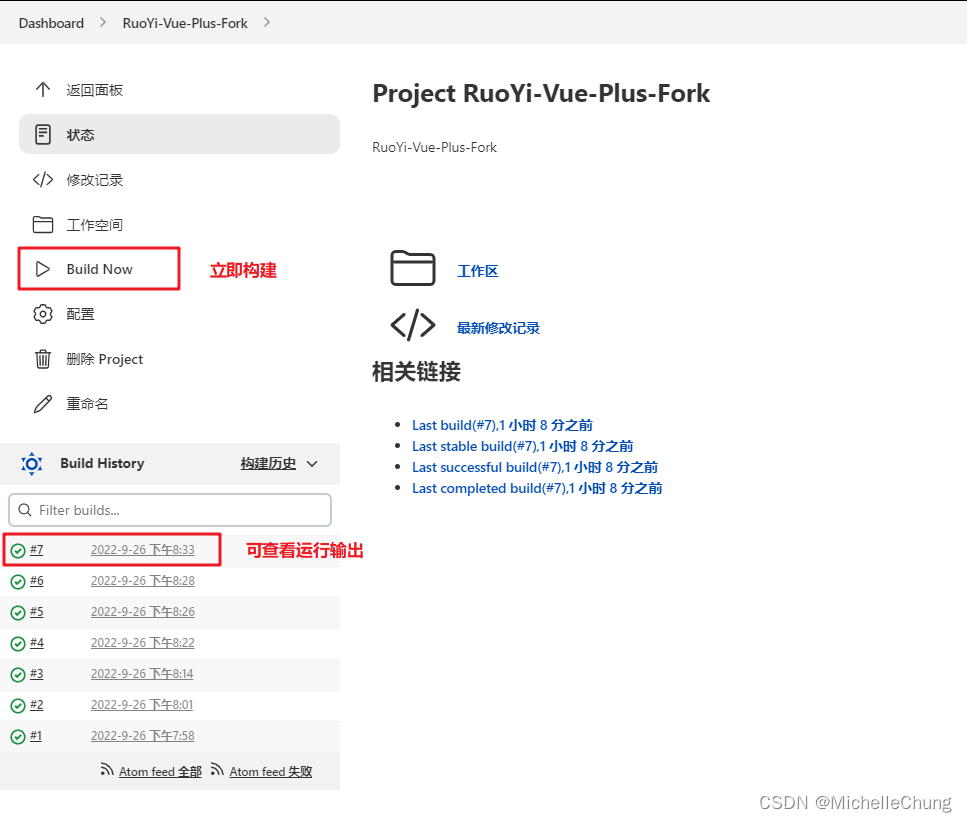 Dashboard > RuoYi-Vue-Plus-Fork >
返回面板
状态
修改记录
工作空间
Build Now
立即构建
配置
删除 Project
重命名
Build History
构建历史
Filter builds...
#7 2022-9-26 下午8:33
可查看运行输出
#6 2022-9-26 下午8:28
#5 2022-9-26 下午8:26
#4 2022-9-26 下午8:22
#3 2022-9-26 下午8:14
#2 2022-9-26 下午8:01
#1 2022-9-26 下午7:58
Atom feed 全部 Atom feed 失败
Project RuoYi-Vue-Plus-Fork
RuoYi-Vue-Plus-Fork
工作区
最新修改记录
相关链接
Last build(#7),1 小时 8 分之前
Last stable build(#7),1 小时 8 分之前
Last successful build(#7),1 小时 8 分之前
Last completed build(#7),1 小时 8 分之前
CSDN @MichelleChung